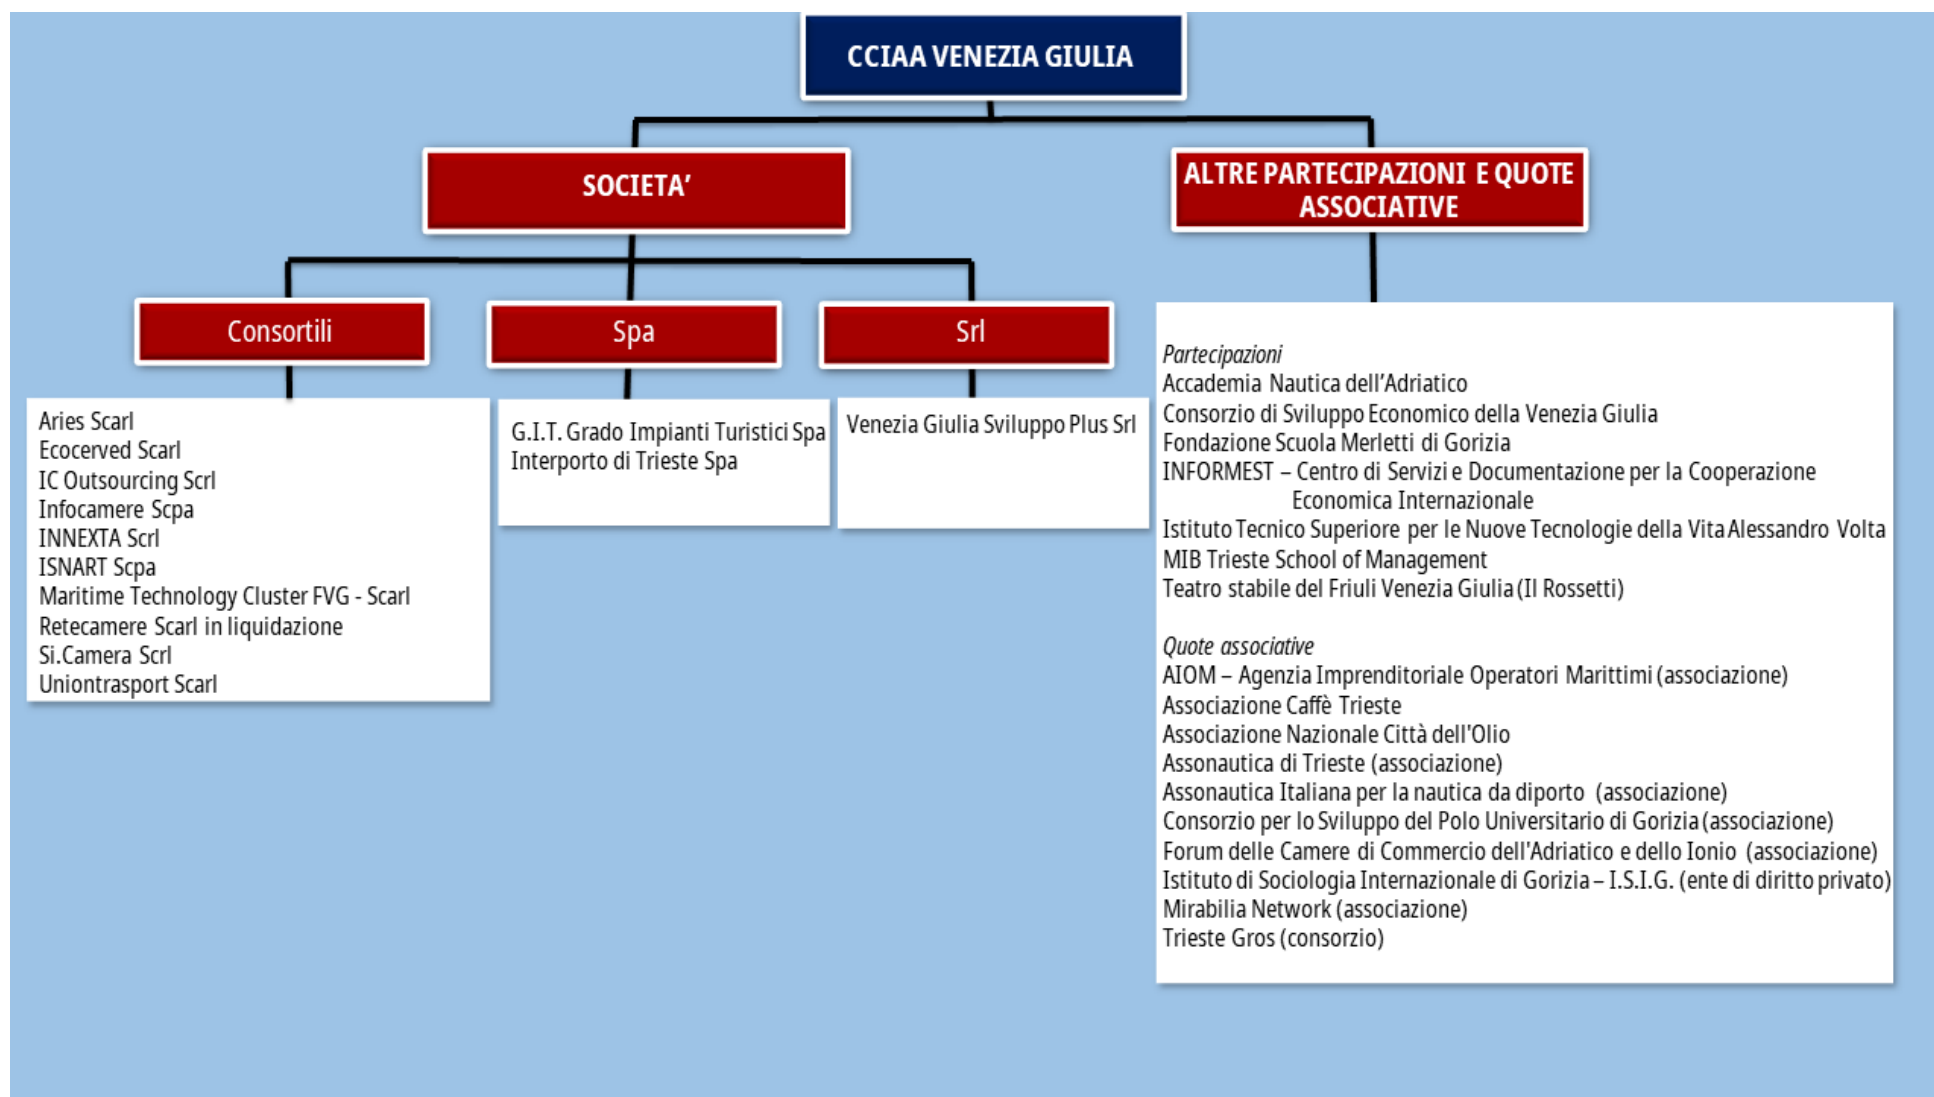 CCIAA VENEZIA GIULIA
SOCIETA’
ALTRE PARTECIPAZIONI E QUOTE
ASSOCIATIVE
Consortili
Spa
Srl
Aries Scarl
Ecocerved Scarl
IC Outsourcing Scrl
Infocamere Scpa
INNEXTA Scrl
ISNART Scpa
Maritime Technology Cluster FVG - Scarl
Retecamere Scarl in liquidazione
Si.Camera Scrl
Uniontrasport Scarl
G.I.T. Grado Impianti Turistici Spa
Interporto di Trieste Spa
Venezia Giulia Sviluppo Plus Srl
Partecipazioni
Accademia Nautica dell’Adriatico
Consorzio di Sviluppo Economico della Venezia Giulia
Fondazione Scuola Merletti di Gorizia
INFORMEST – Centro di Servizi e Documentazione per la Cooperazione
Economica Internazionale
Istituto Tecnico Superiore per le Nuove Tecnologie della Vita Alessandro Volta
MIB Trieste School of Management
Teatro stabile del Friuli Venezia Giulia (Il Rossetti)
Quote associative
AIOM – Agenzia Imprenditoriale Operatori Marittimi (associazione)
Associazione Caffè Trieste
Associazione Nazionale Città dell'Olio
Assonautica di Trieste (associazione)
Assonautica Italiana per la nautica da diporto (associazione)
Consorzio per lo Sviluppo del Polo Universitario di Gorizia (associazione)
Forum delle Camere di Commercio dell'Adriatico e dello Ionio (associazione)
Istituto di Sociologia Internazionale di Gorizia – I.S.I.G. (ente di diritto privato)
Mirabilia Network (associazione)
Trieste Gros (consorzio)